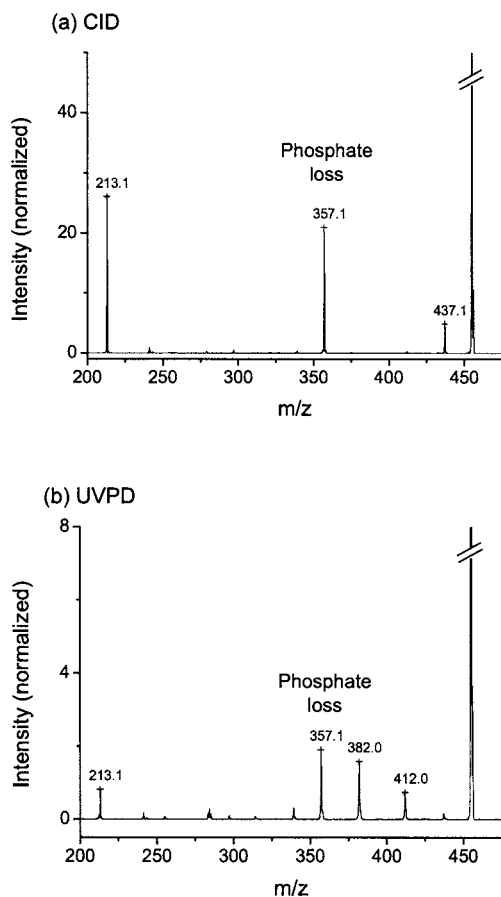 (a) CID
Intensity (normalized)
40
20
0
Phosphate
loss
213.1
357.1
437.1
200 250 300 350 400 450
m/z
(b) UVPD
Intensity (normalized)
8
4
0
Phosphate
loss
213.1
357.1
382.0
412.0
200 250 300 350 400 450
m/z